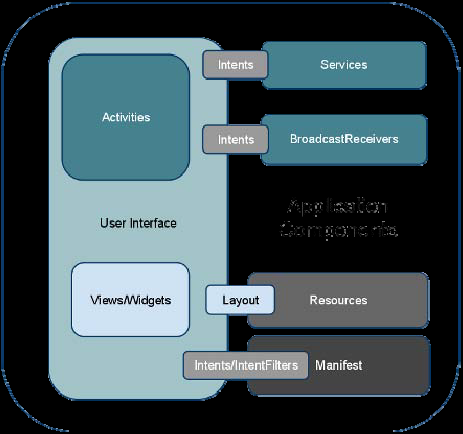 Intents
Services
Activities
Intents
BroadcastReceivers
Application
Components
User Interface
Views/Widgets
Layout
Resources
Intents/IntentFilters
Manifest